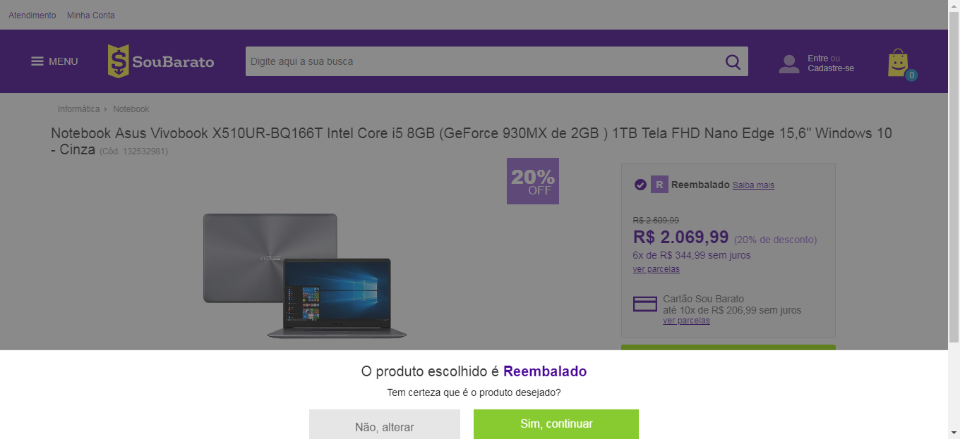 Atendimento Minha Conta
MENU
SouBarato
Digite aqui a sua busca
Entre ou
Cadastre-se
0
Informática › Notebook
Notebook Asus Vivobook X510UR-BQ166T Intel Core i5 8GB (GeForce 930MX de 2GB ) 1TB Tela FHD Nano Edge 15,6" Windows 10
- Cinza (Cód. 132532981)
20%
OFF
R Reembalado Saiba mais
R$ 2.609,99
R$ 2.069,99 (20% de desconto)
6x de R$ 344,99 sem juros
ver parcelas
Cartão Sou Barato
até 10x de R$ 206,99 sem juros
ver parcelas
O produto escolhido é Reembalado
Tem certeza que é o produto desejado?
Não, alterar
Sim, continuar